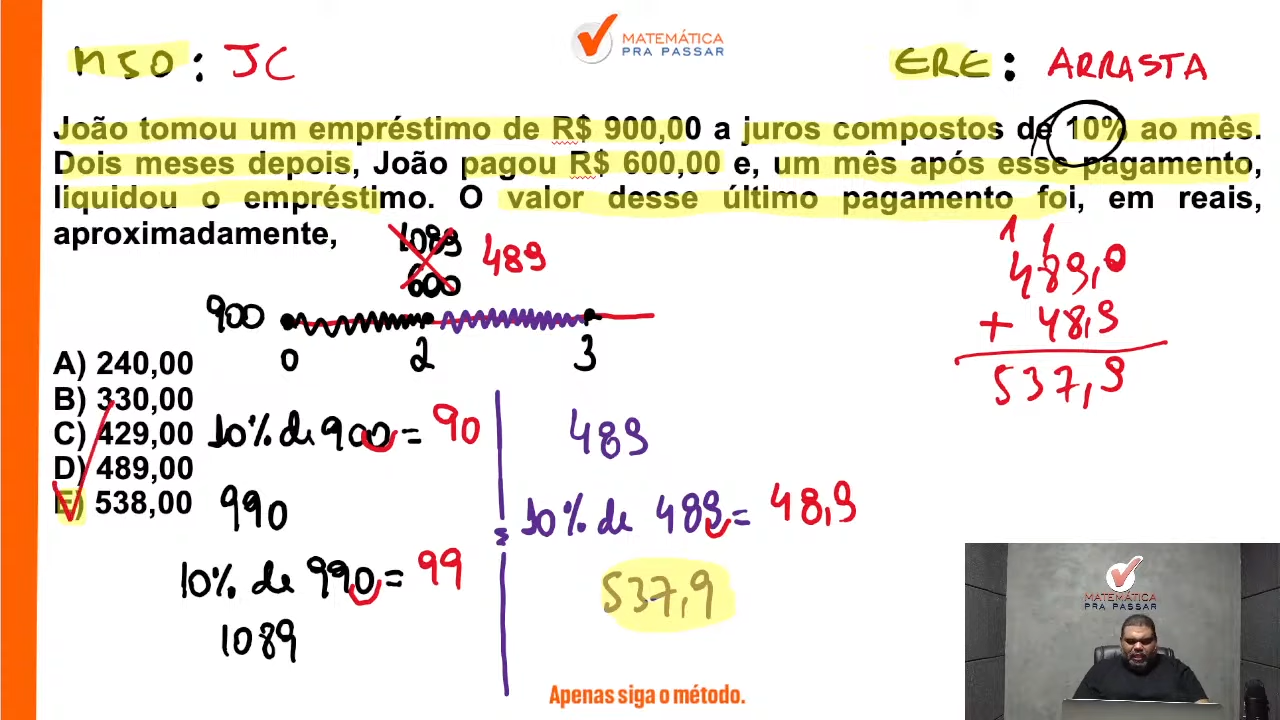 MATEMÁTICA
PRA PASSAR
MSO : JC
ERE : ARRASTA
João tomou um empréstimo de R$ 900,00 a juros compostos de 10% ao mês.
Dois meses depois, João pagou R$ 600,00 e, um mês após esse pagamento,
liquidou o empréstimo. O valor desse último pagamento foi, em reais,
aproximadamente,
1089
600
489
900
0 2 3
A) 240,00
B) 330,00
C) 429,00
D) 489,00
E) 538,00
10% de 900 = 90
990
10% de 990 = 99
1089
489
10% de 489 = 48,9
537,9
1 1
489,0
+ 48,9
537,9
MATEMÁTICA
PRA PASSAR
Apenas siga o método.